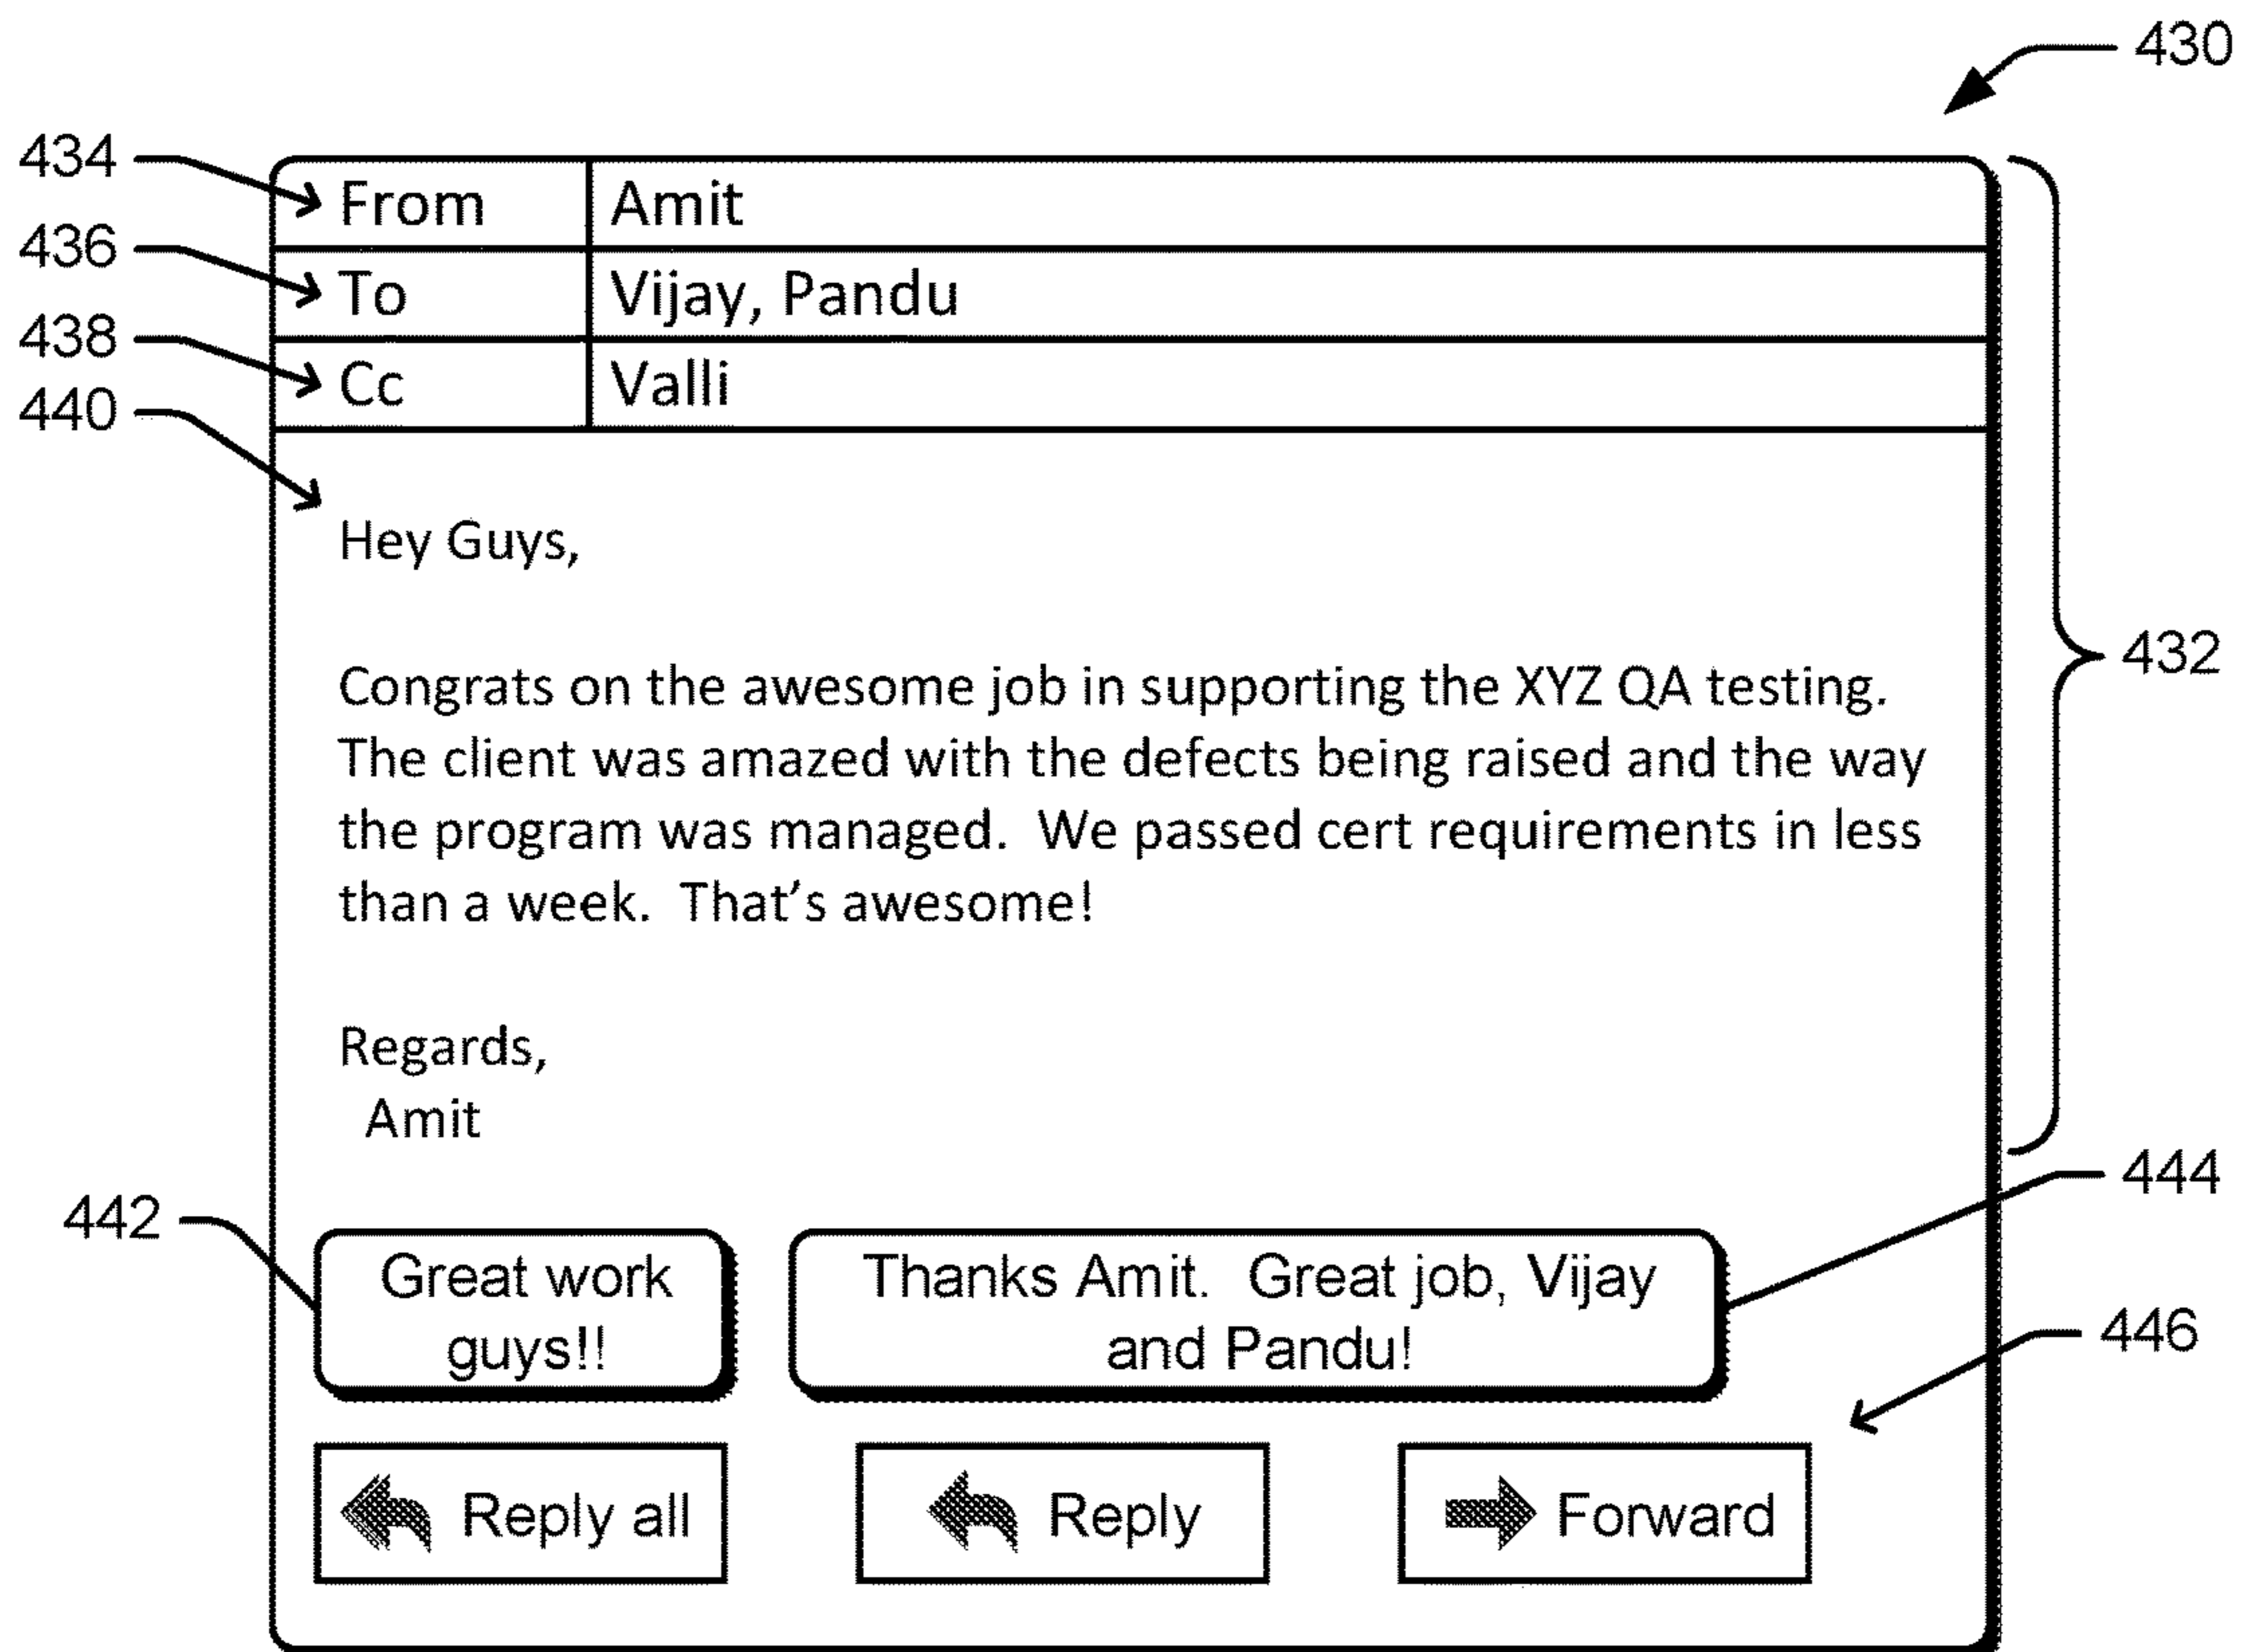 430
434
From Amit
436
To Vijay, Pandu
438
Cc Valli
440
Hey Guys,
Congrats on the awesome job in supporting the XYZ QA testing.
432
The client was amazed with the defects being raised and the way
the program was managed.  We passed cert requirements in less
than a week.  That's awesome!
Regards,
Amit
444
442
Great work
guys!!
Thanks Amit.  Great job, Vijay
and Pandu!
446
Reply all
Reply
Forward